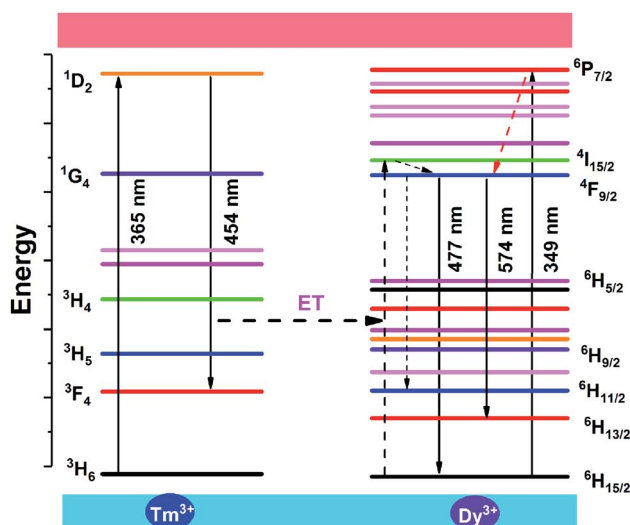 Energy
¹D₂
¹G₄
³H₄
³H₅
³F₄
³H₆
365 nm
454 nm
ET
477 nm
574 nm
349 nm
⁶P₇/₂
⁴I₁₅/₂
⁴F₉/₂
⁶H₅/₂
⁶H₉/₂
⁶H₁₁/₂
⁶H₁₃/₂
⁶H₁₅/₂
Tm³⁺
Dy³⁺